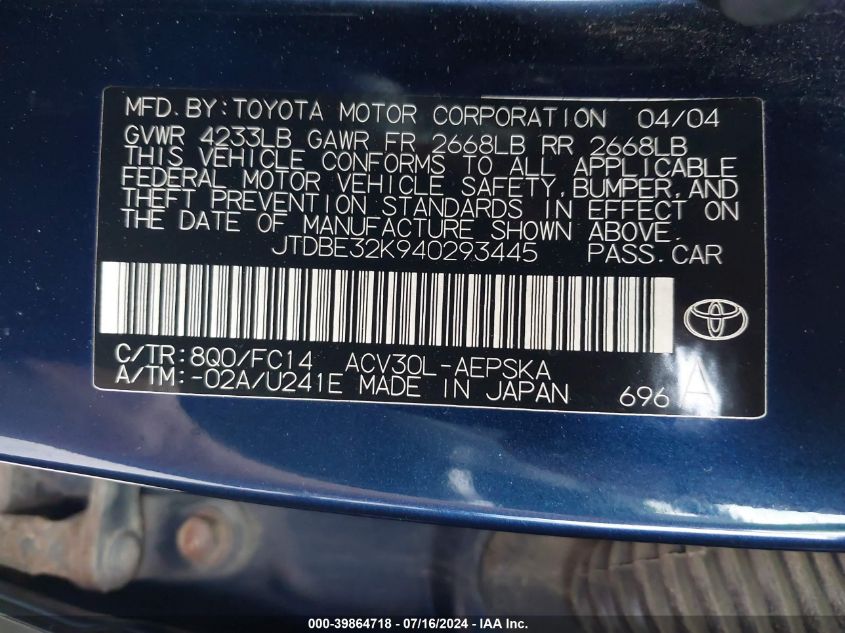 MFD. BY: TOYOTA MOTOR CORPORATION 04/04
GVWR 4233LB GAWR FR 2668LB RR 2668LB
THIS VEHICLE CONFORMS TO ALL APPLICABLE
FEDERAL MOTOR VEHICLE SAFETY, BUMPER, AND
THEFT PREVENTION STANDARDS IN EFFECT ON
THE DATE OF MANUFACTURE SHOWN ABOVE.
JTDBE32K940293445 PASS. CAR
C/TR: 8Q0/FC14 ACV30L-AEPSKA
A/TM: -02A/U241E MADE IN JAPAN 696 A
000-39864718 - 07/16/2024 - IAA Inc.